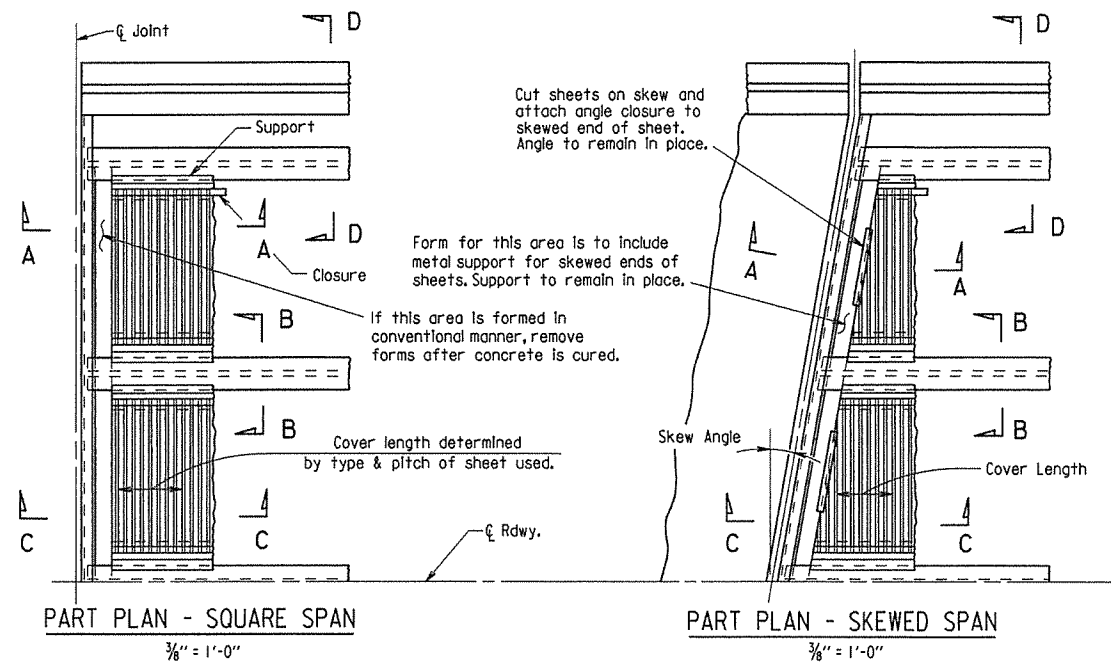 ℄ Joint
D
Support
A
A
Closure
D
If this area is formed in
conventional manner, remove
forms after concrete is cured.
B
B
Cover length determined
by type & pitch of sheet used.
C
C
℄ Rdwy.
PART PLAN - SQUARE SPAN
3/8" = 1'-0"
D
Cut sheets on skew and
attach angle closure to
skewed end of sheet.
Angle to remain in place.
D
A
A
Form for this area is to include
metal support for skewed ends of
sheets. Support to remain in place.
B
B
Skew Angle
Cover Length
C
C
PART PLAN - SKEWED SPAN
3/8" = 1'-0"